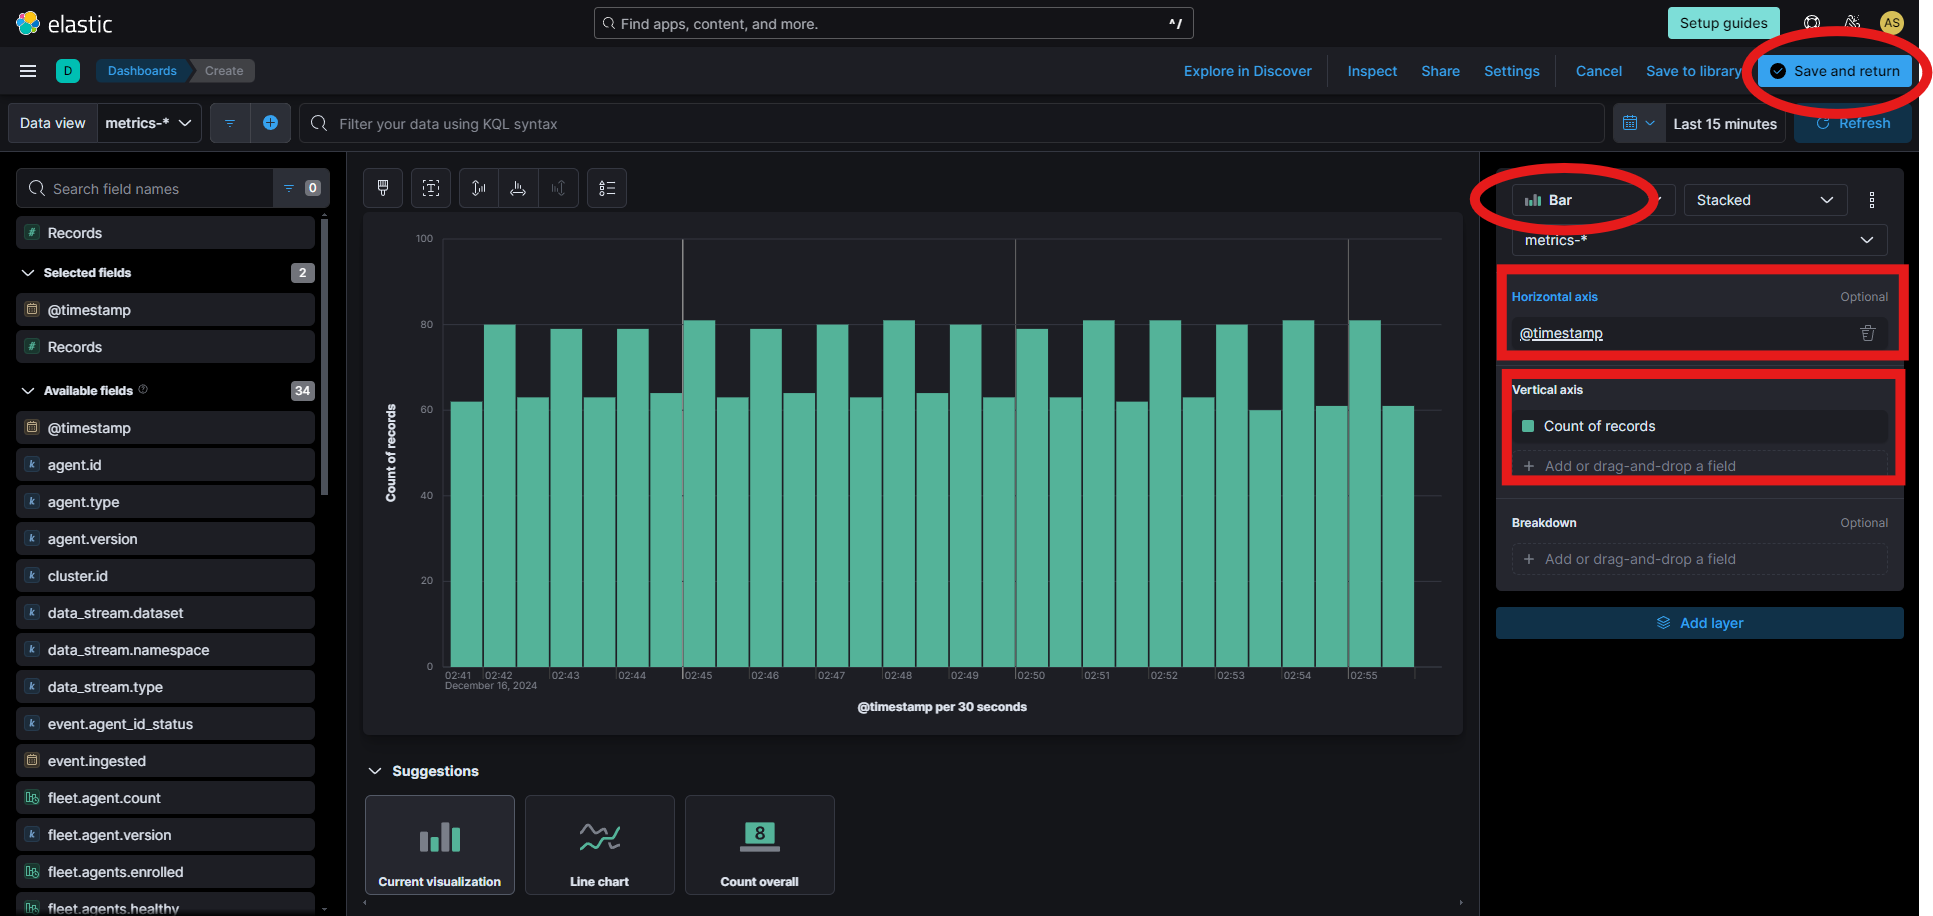 elastic
Find apps, content, and more.
^/
Setup guides
AS
D
Dashboards
Create
Explore in Discover
Inspect
Share
Settings
Cancel
Save to library
Save and return
Data view
metrics-*
Filter your data using KQL syntax
Last 15 minutes
Refresh
Search field names
0
Records
Selected fields
2
@timestamp
Records
Available fields
34
@timestamp
agent.id
agent.type
agent.version
cluster.id
data_stream.dataset
data_stream.namespace
data_stream.type
event.agent_id_status
event.ingested
fleet.agent.count
fleet.agent.version
fleet.agents.enrolled
fleet.agents.healthy
100
80
60
40
20
0
Count of records
02:41 02:42 02:43 02:44 02:45 02:46 02:47 02:48 02:49 02:50 02:51 02:52 02:53 02:54 02:55
December 16, 2024
@timestamp per 30 seconds
Suggestions
Current visualization
Line chart
8
Count overall
Bar
Stacked
metrics-*
Horizontal axis
Optional
@timestamp
Vertical axis
Count of records
+ Add or drag-and-drop a field
Breakdown
Optional
+ Add or drag-and-drop a field
Add layer